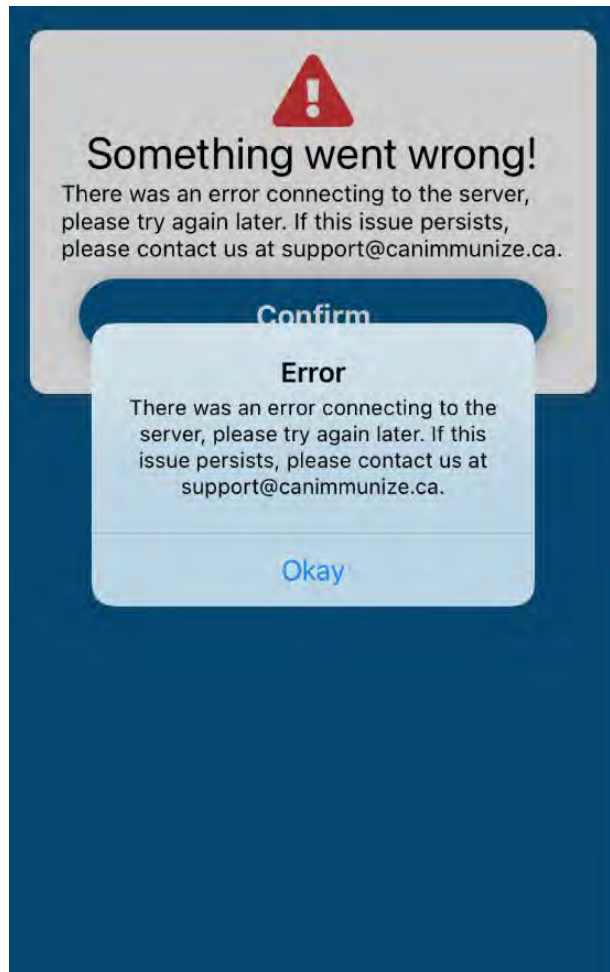 Something went wrong!
There was an error connecting to the server,
please try again later. If this issue persists,
please contact us at support@canimmunize.ca.
Confirm
Error
There was an error connecting to the
server, please try again later. If this
issue persists, please contact us at
support@canimmunize.ca.
Okay